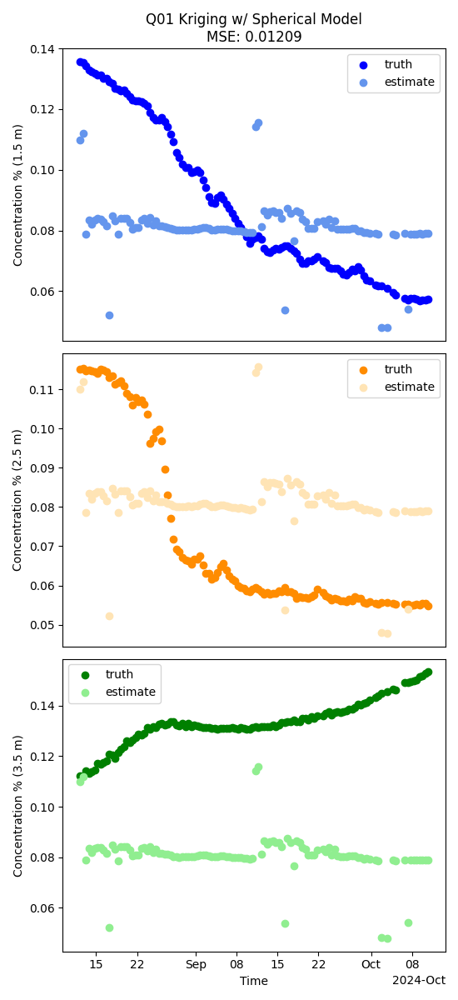 Q01 Kriging w/ Spherical Model
MSE: 0.01209
0.14
0.12
0.10
0.08
0.06
Concentration % (1.5 m)
truth
estimate
0.11
0.10
0.09
0.08
0.07
0.06
0.05
Concentration % (2.5 m)
truth
estimate
0.14
0.12
0.10
0.08
0.06
Concentration % (3.5 m)
truth
estimate
15
22
Sep
08
15
22
Oct
08
Time
2024-Oct